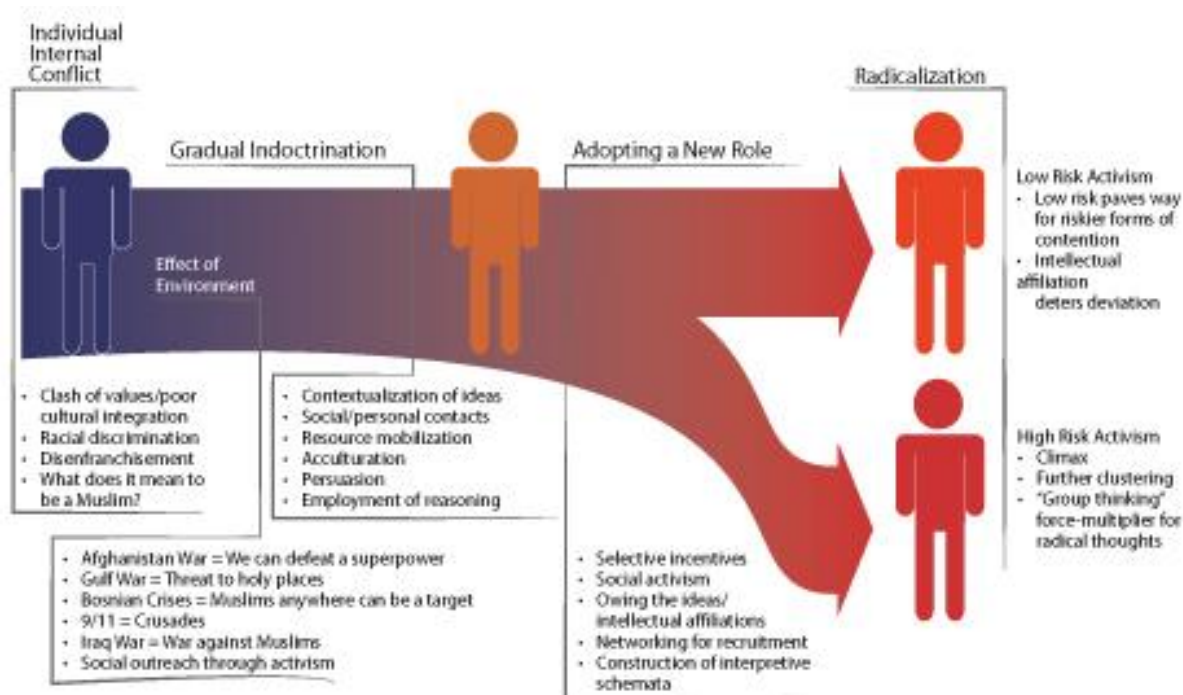 Individual
Internal
Conflict
Radicalization
Gradual Indoctrination
Adopting a New Role
Effect of
Environment
Low Risk Activism
• Low risk paves way
for riskier forms of
contention
• Intellectual
affiliation
deters deviation
• Clash of values/poor
cultural integration
• Racial discrimination
• Disenfranchisement
• What does it mean to
be a Muslim?
• Contextualization of ideas
• Social/personal contacts
• Resource mobilization
• Acculturation
• Persuasion
• Employment of reasoning
High Risk Activism
• Climax
• Further clustering
• "Group thinking"
force-multiplier for
radical thoughts
• Afghanistan War = We can defeat a superpower
• Gulf War = Threat to holy places
• Bosnian Crises = Muslims anywhere can be a target
• 9/11 = Crusades
• Iraq War = War against Muslims
• Social outreach through activism
• Selective incentives
• Social activism
• Owing the ideas/
intellectual affiliations
• Networking for recruitment
• Construction of interpretive
schemata